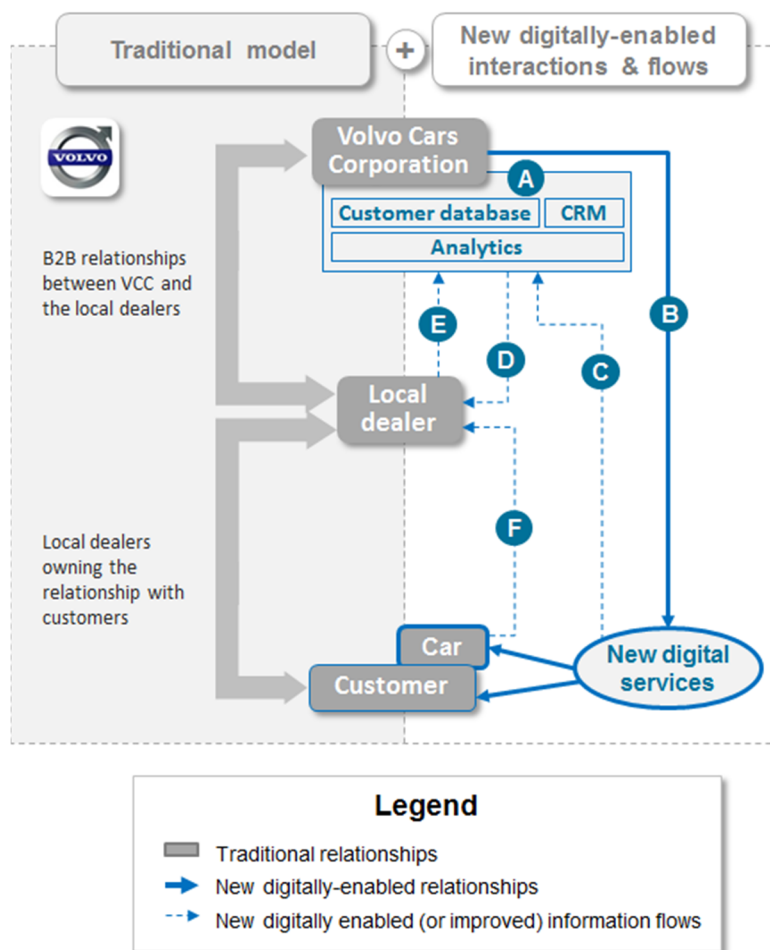 Traditional model
+
New digitally-enabled
interactions & flows
VOLVO
Volvo Cars
Corporation
A
Customer database
CRM
Analytics
B2B relationships
between VCC and
the local dealers
E
D
B
C
Local
dealer
F
Local dealers
owning the
relationship with
customers
Car
Customer
New digital
services
Legend
Traditional relationships
New digitally-enabled relationships
New digitally enabled (or improved) information flows